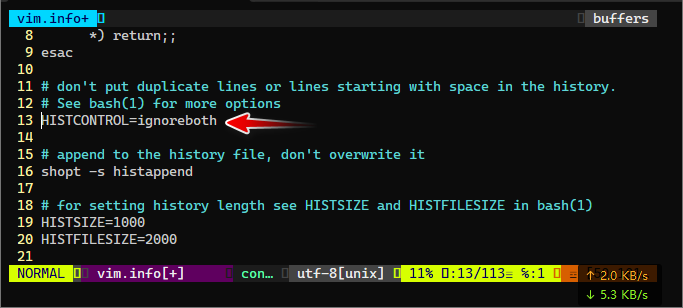 vim.info+ buffers
8 *) return;;
9 esac
10
11 # don't put duplicate lines or lines starting with space in the history.
12 # See bash(1) for more options
13 HISTCONTROL=ignoreboth
14
15 # append to the history file, don't overwrite it
16 shopt -s histappend
17
18 # for setting history length see HISTSIZE and HISTFILESIZE in bash(1)
19 HISTSIZE=1000
20 HISTFILESIZE=2000
21
NORMAL vim.info[+] con… utf-8[unix] 11% :13/113≡ %:1
↑ 2.0 KB/s
↓ 5.3 KB/s